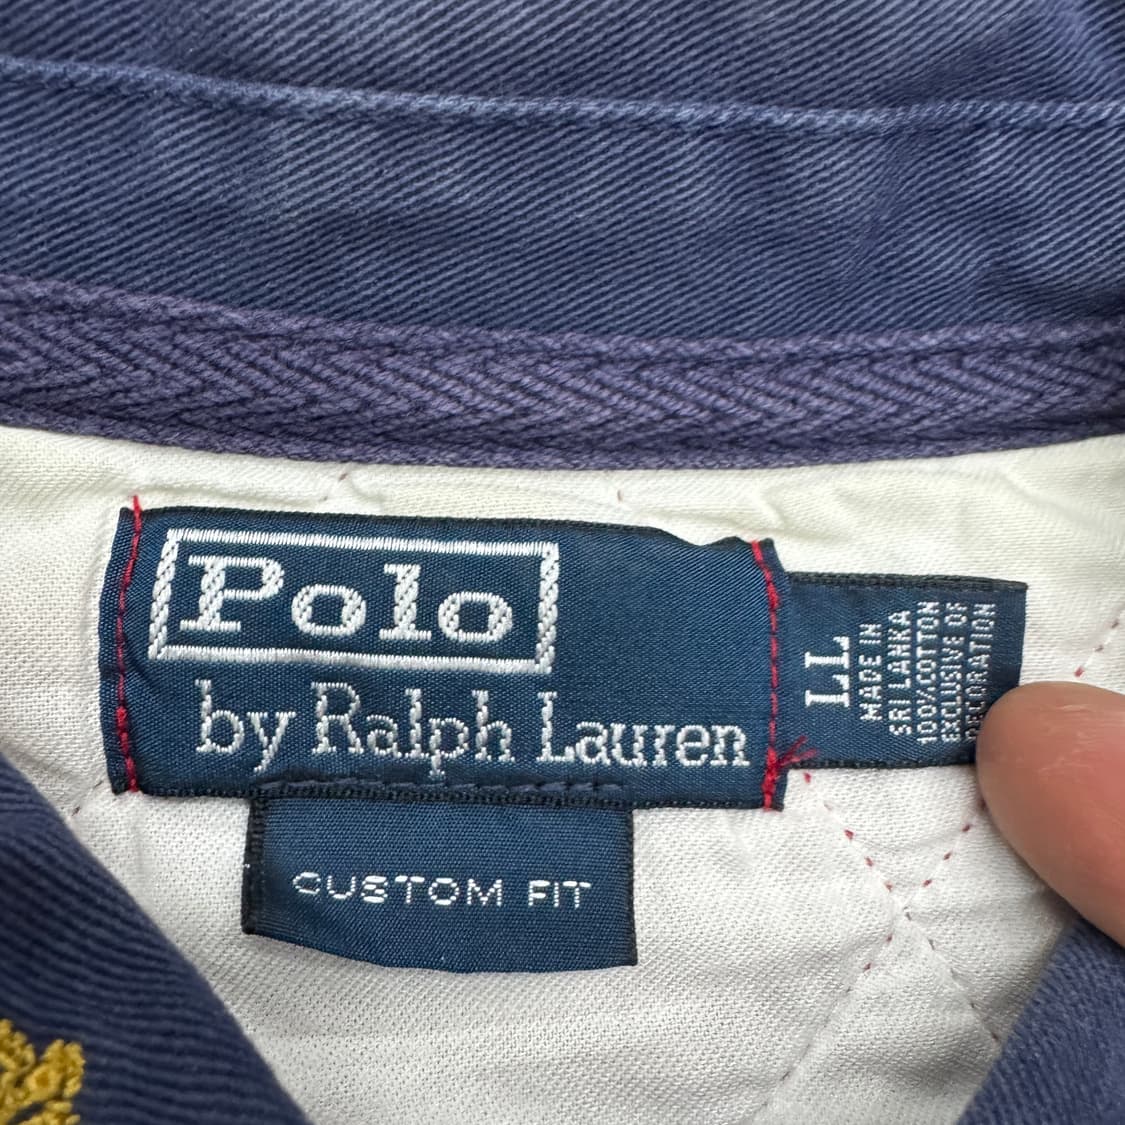 Polo
by Ralph Lauren
CUSTOM FIT
LL
MADE IN
SRI LANKA
100%COTTON
EXCLUSIVE OF
DECORATION